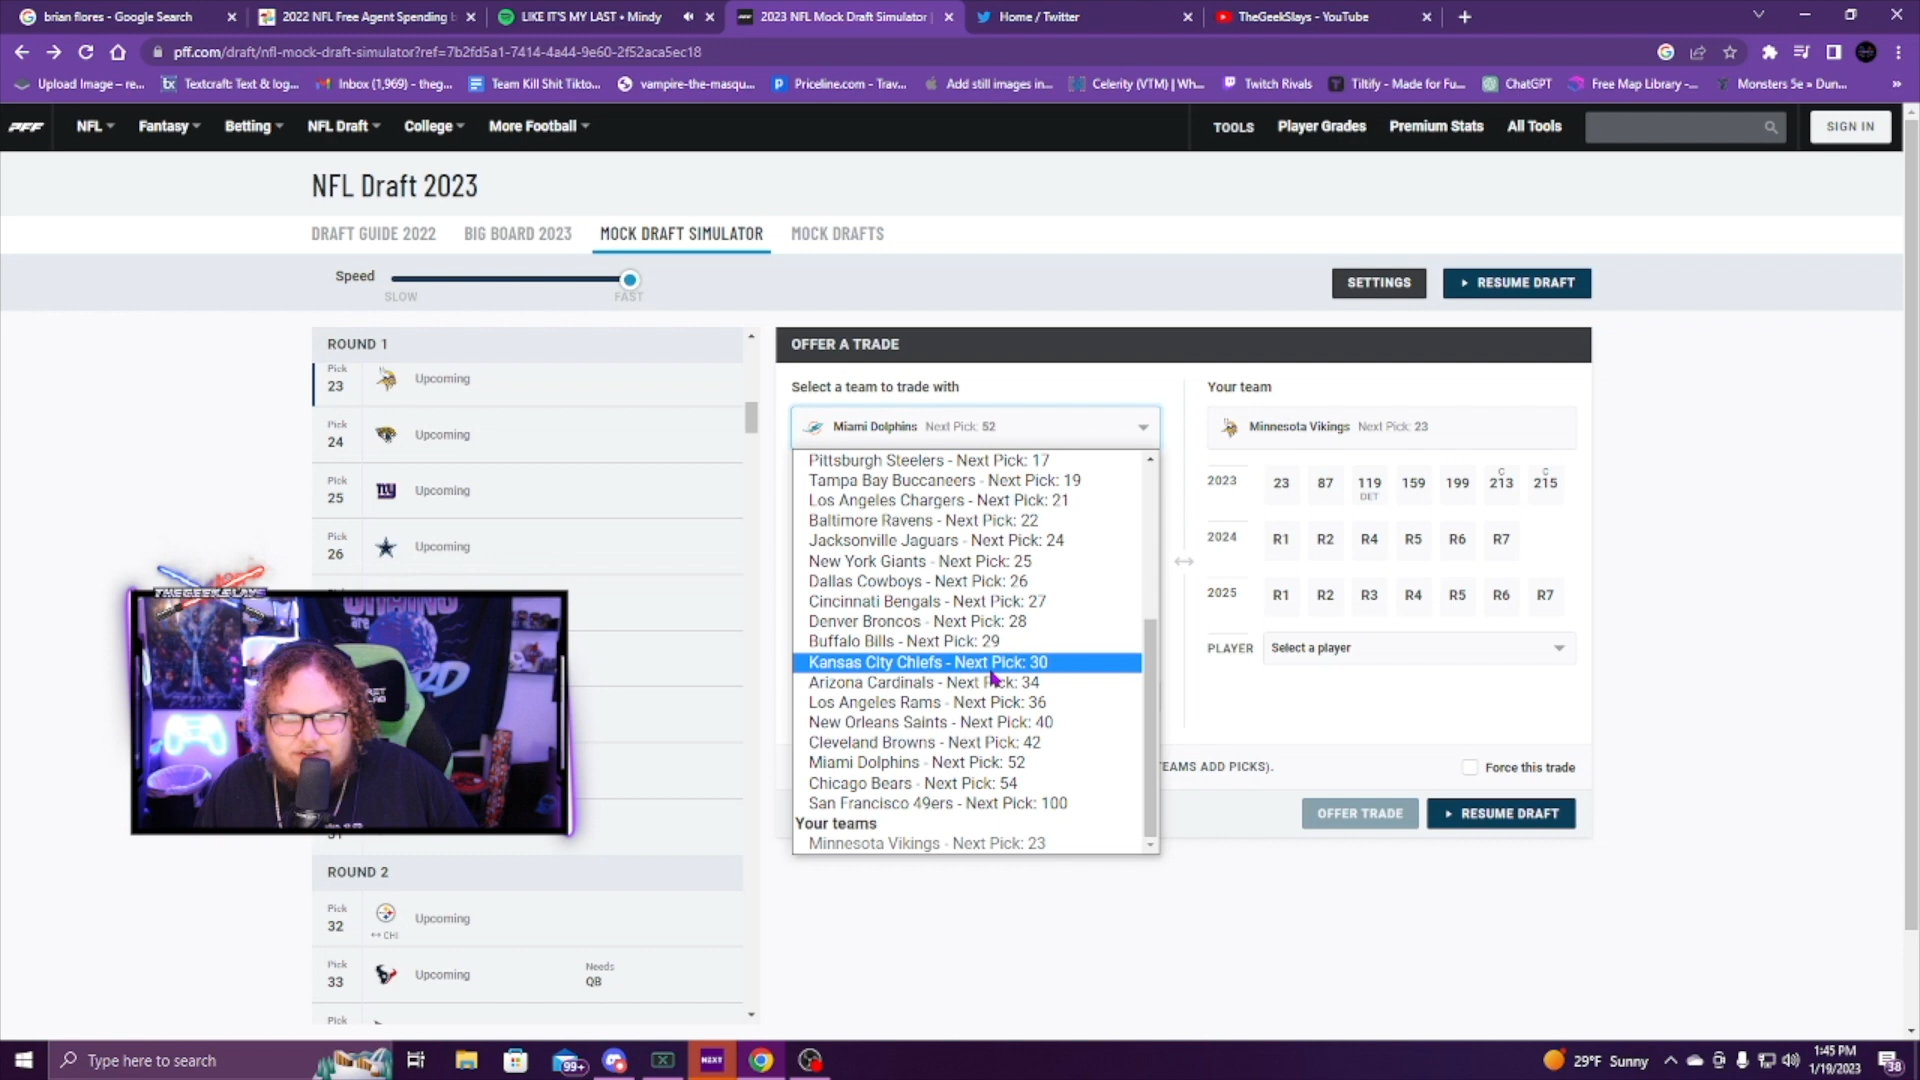 brian flores - Google Search
2022 NFL Free Agent Spending b
LIKE IT'S MY LAST • Mindy
2023 NFL Mock Draft Simulator |
Home / Twitter
TheGeekSlays - YouTube
pff.com/draft/nfl-mock-draft-simulator?ref=7b2fd5a1-7414-4a44-9e60-2f52aca5ec18
Upload Image – re...
Textcraft: Text & log...
Inbox (1,969) - theg...
Team Kill Shit Tikto...
vampire-the-masqu...
Priceline.com - Trav...
Add still images in...
Celerity (VTM) | Wh...
Twitch Rivals
Tiltify - Made for Fu...
ChatGPT
Free Map Library –...
Monsters 5e » Dun...
PFF
NFL
Fantasy
Betting
NFL Draft
College
More Football
TOOLS
Player Grades
Premium Stats
All Tools
SIGN IN
NFL Draft 2023
DRAFT GUIDE 2022
BIG BOARD 2023
MOCK DRAFT SIMULATOR
MOCK DRAFTS
Speed
SLOW
FAST
SETTINGS
RESUME DRAFT
ROUND 1
Pick
23
Upcoming
Pick
24
Upcoming
Pick
25
ny
Upcoming
Pick
26
Upcoming
ROUND 2
Pick
32
↔ CHI
Upcoming
Pick
33
Upcoming
Needs
QB
Pick
OFFER A TRADE
Select a team to trade with
Miami Dolphins Next Pick: 52
Pittsburgh Steelers - Next Pick: 17
Tampa Bay Buccaneers - Next Pick: 19
Los Angeles Chargers - Next Pick: 21
Baltimore Ravens - Next Pick: 22
Jacksonville Jaguars - Next Pick: 24
New York Giants - Next Pick: 25
Dallas Cowboys - Next Pick: 26
Cincinnati Bengals - Next Pick: 27
Denver Broncos - Next Pick: 28
Buffalo Bills - Next Pick: 29
Kansas City Chiefs - Next Pick: 30
Arizona Cardinals - Next Pick: 34
Los Angeles Rams - Next Pick: 36
New Orleans Saints - Next Pick: 40
Cleveland Browns - Next Pick: 42
Miami Dolphins - Next Pick: 52
Chicago Bears - Next Pick: 54
San Francisco 49ers - Next Pick: 100
Your teams
Minnesota Vikings - Next Pick: 23
Your team
Minnesota Vikings Next Pick: 23
2023 23 87 119 DET 159 199 C 213 C 215
2024 R1 R2 R4 R5 R6 R7
2025 R1 R2 R3 R4 R5 R6 R7
PLAYER Select a player
EAMS ADD PICKS).
Force this trade
OFFER TRADE
RESUME DRAFT
THEGEEKSLAYS
are
Type here to search
99+
NEXT
29°F Sunny
1:45 PM
1/19/2023
38